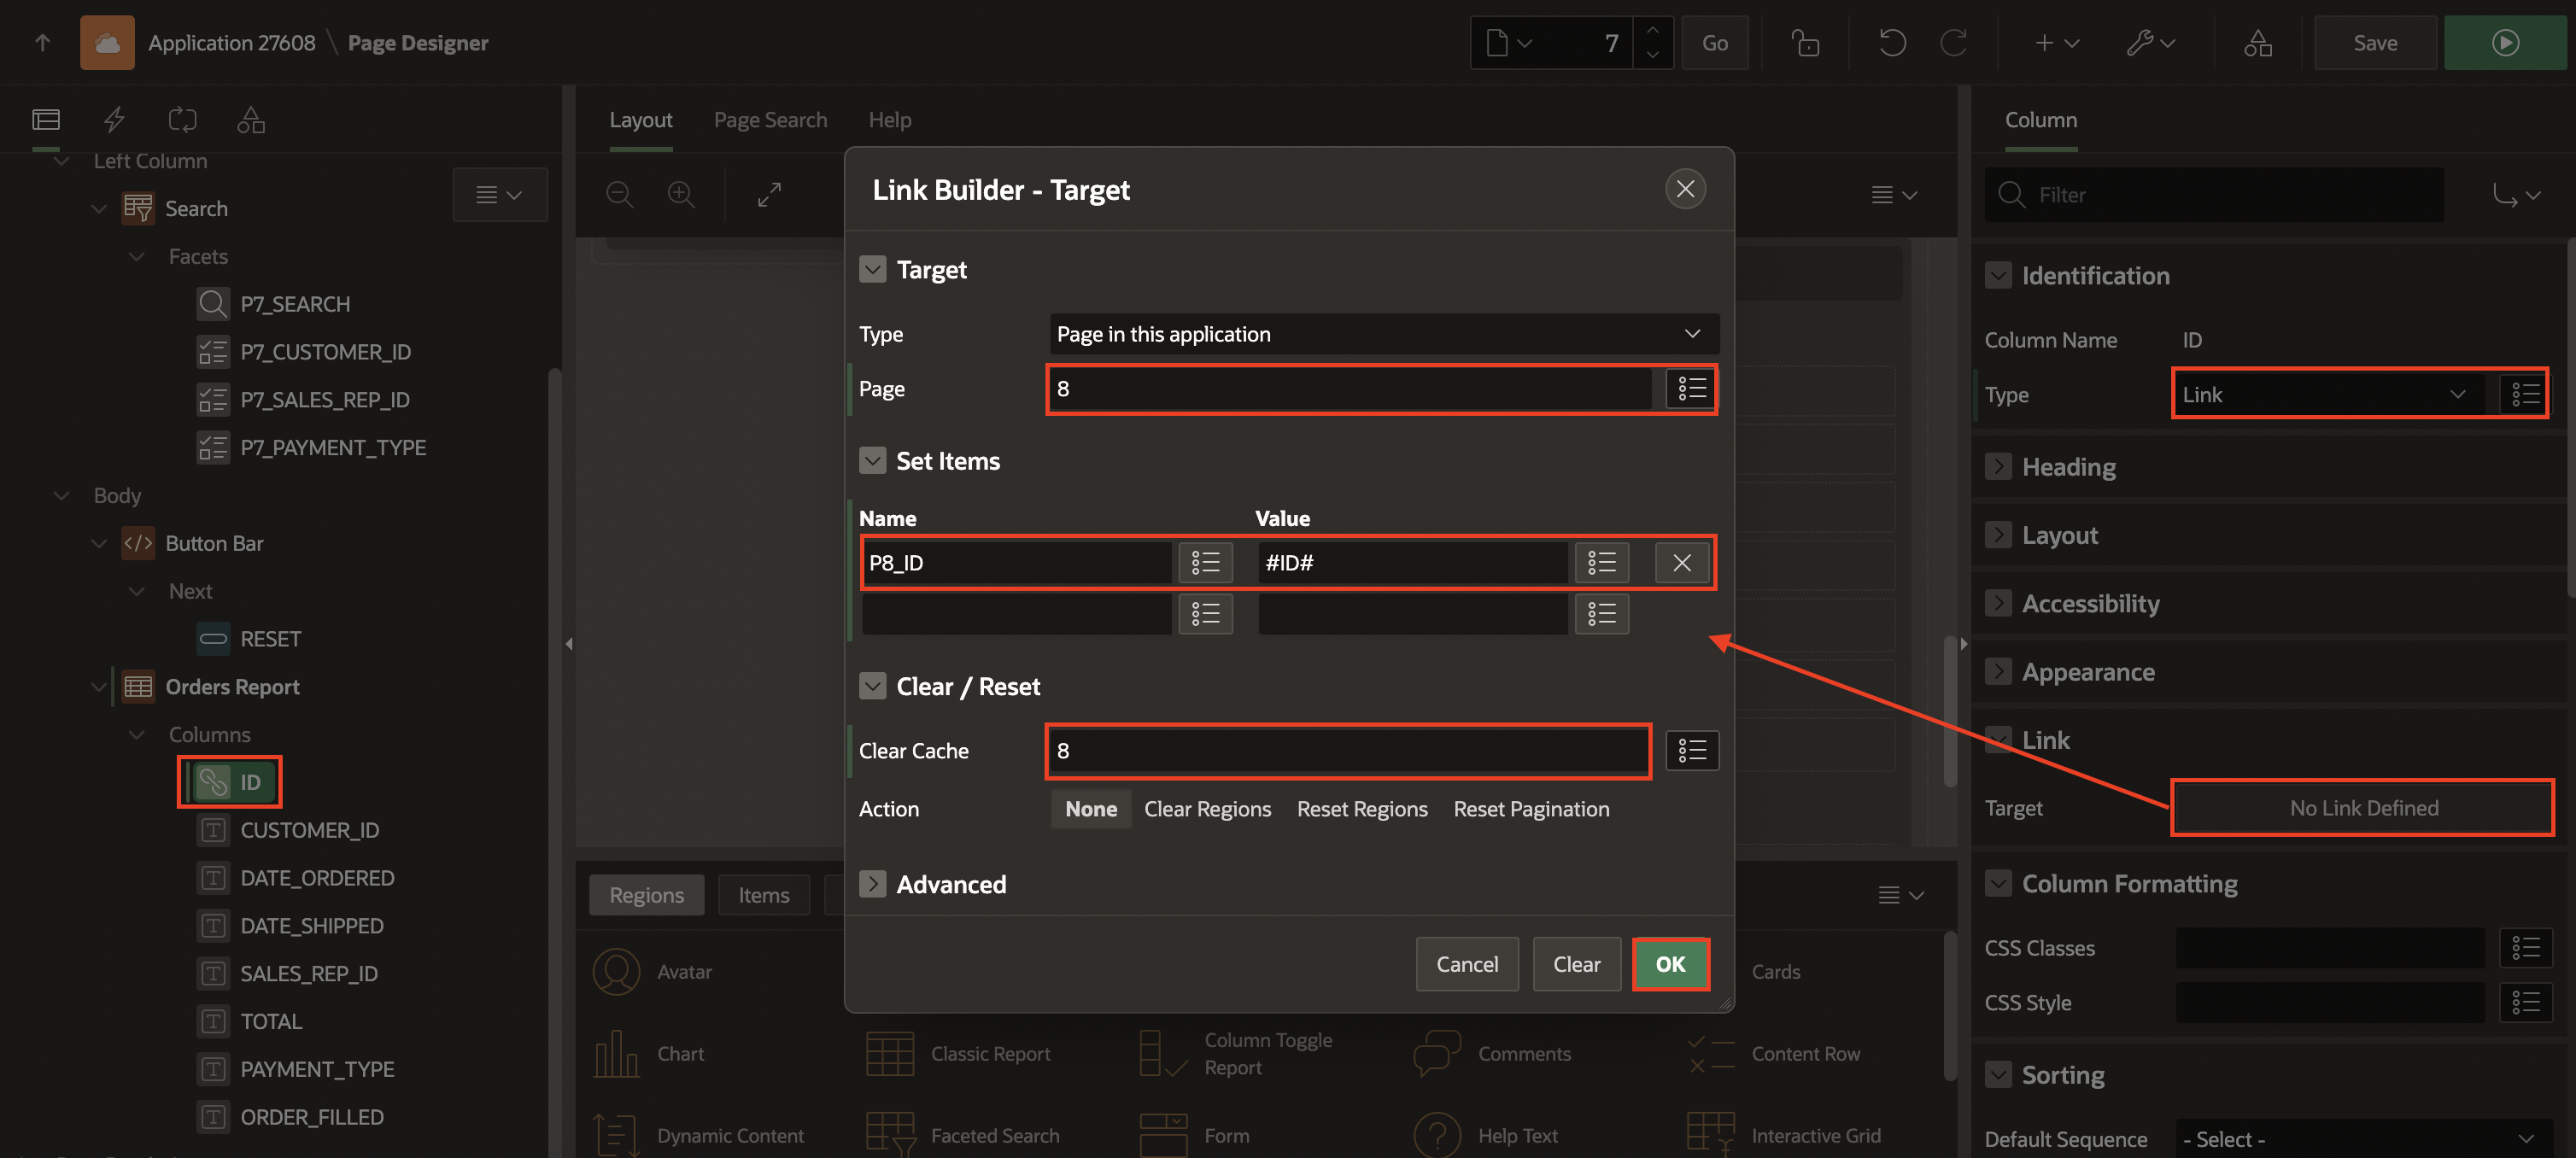 Application 27608 \ Page Designer
7
Go
Save
Left Column
Search
Facets
P7_SEARCH
P7_CUSTOMER_ID
P7_SALES_REP_ID
P7_PAYMENT_TYPE
Body
Button Bar
Next
RESET
Orders Report
Columns
ID
CUSTOMER_ID
DATE_ORDERED
DATE_SHIPPED
SALES_REP_ID
TOTAL
PAYMENT_TYPE
ORDER_FILLED
Layout Page Search Help
Link Builder - Target
Target
Type Page in this application
Page 8
Set Items
Name Value
P8_ID #ID#
Clear / Reset
Clear Cache 8
Action None Clear Regions Reset Regions Reset Pagination
Advanced
Cancel Clear OK
Regions Items
Avatar
Cards
Chart
Classic Report
Column Toggle
Report
Comments
Content Row
Dynamic Content
Faceted Search
Form
Help Text
Interactive Grid
Column
Filter
Identification
Column Name ID
Type Link
Heading
Layout
Accessibility
Appearance
Link
Target No Link Defined
Column Formatting
CSS Classes
CSS Style
Sorting
Default Sequence - Select -